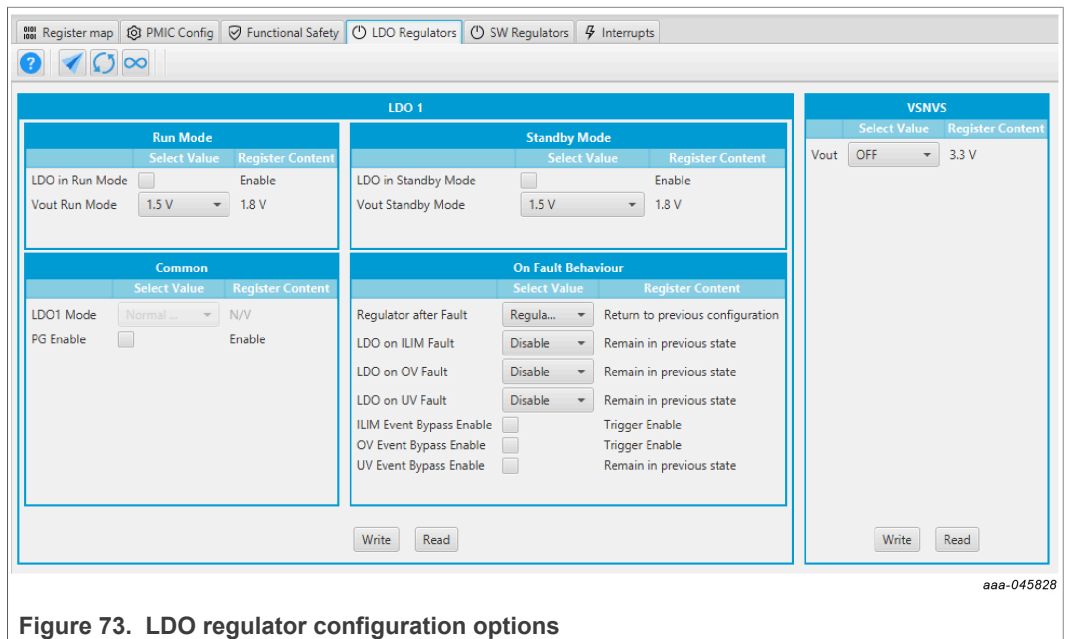 0101 1001 Register map PMIC Config Functional Safety LDO Regulators SW Regulators Interrupts
?
LDO 1
VSNVS
Run Mode
Standby Mode
Select Value Register Content
Select Value Register Content
Select Value Register Content
LDO in Run Mode Enable
LDO in Standby Mode Enable
Vout OFF 3.3 V
Vout Run Mode 1.5 V 1.8 V
Vout Standby Mode 1.5 V 1.8 V
Common
On Fault Behaviour
Select Value Register Content
Select Value Register Content
LDO1 Mode Normal ... N/V
Regulator after Fault Regula... Return to previous configuration
PG Enable Enable
LDO on ILIM Fault Disable Remain in previous state
LDO on OV Fault Disable Remain in previous state
LDO on UV Fault Disable Remain in previous state
ILIM Event Bypass Enable Trigger Enable
OV Event Bypass Enable Trigger Enable
UV Event Bypass Enable Remain in previous state
Write Read
Write Read
aaa-045828
Figure 73. LDO regulator configuration options